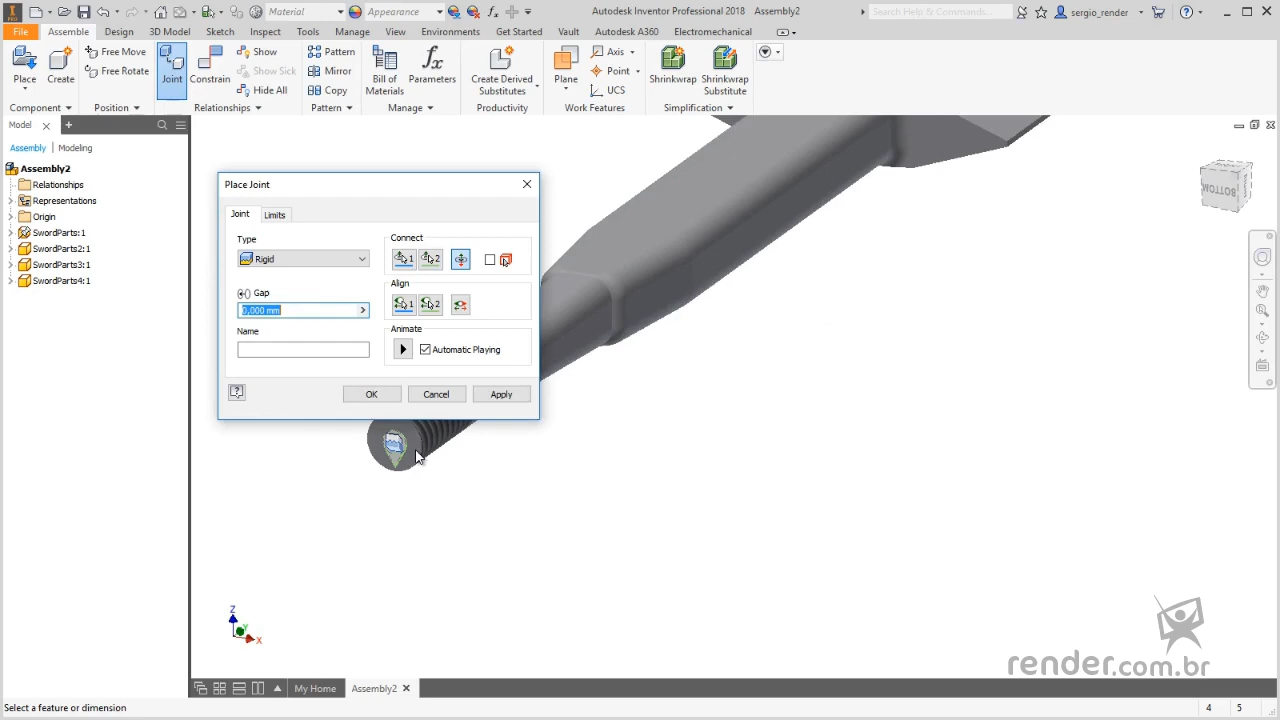 Material
Appearance
Autodesk Inventor Professional 2018 Assembly2
Search Help & Commands...
sergio_render
File Assemble Design 3D Model Sketch Inspect Tools Manage View Environments Get Started Vault Autodesk A360 Electromechanical
Place
Create
Free Move
Free Rotate
Joint
Constrain
Show
Show Sick
Hide All
Pattern
Mirror
Copy
Bill of
Materials
Parameters
Create Derived
Substitutes
Plane
Axis
Point
UCS
Shrinkwrap
Shrinkwrap
Substitute
Component Position Relationships Pattern Manage Productivity Work Features Simplification
Model
Assembly | Modeling
Assembly2
Relationships
Representations
Origin
SwordParts:1
SwordParts2:1
SwordParts3:1
SwordParts4:1
Place Joint
Joint Limits
Type
Rigid
Gap
0,000 mm
Name
Connect
1 2
Align
1 2
Animate
Automatic Playing
OK Cancel Apply
BOTTOM
Z
Y
X
render.com.br
My Home Assembly2
Select a feature or dimension
4 5